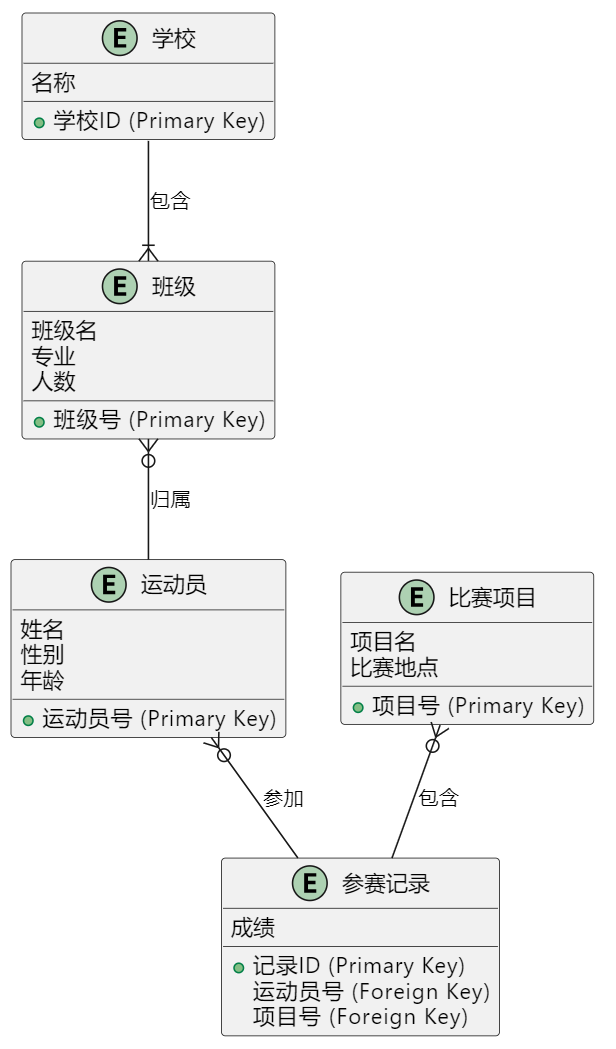 E 学校
名称
学校ID (Primary Key)
包含
E 班级
班级名
专业
人数
班级号 (Primary Key)
归属
E 运动员
姓名
性别
年龄
运动员号 (Primary Key)
E 比赛项目
项目名
比赛地点
项目号 (Primary Key)
参加
包含
E 参赛记录
成绩
记录ID (Primary Key)
运动员号 (Foreign Key)
项目号 (Foreign Key)